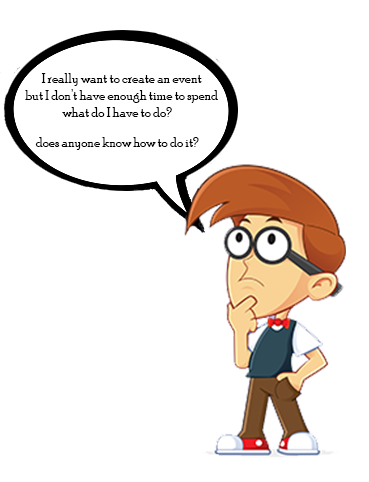 I really want to create an event
but I don't have enough time to spend
what do I have to do?
does anyone know how to do it?